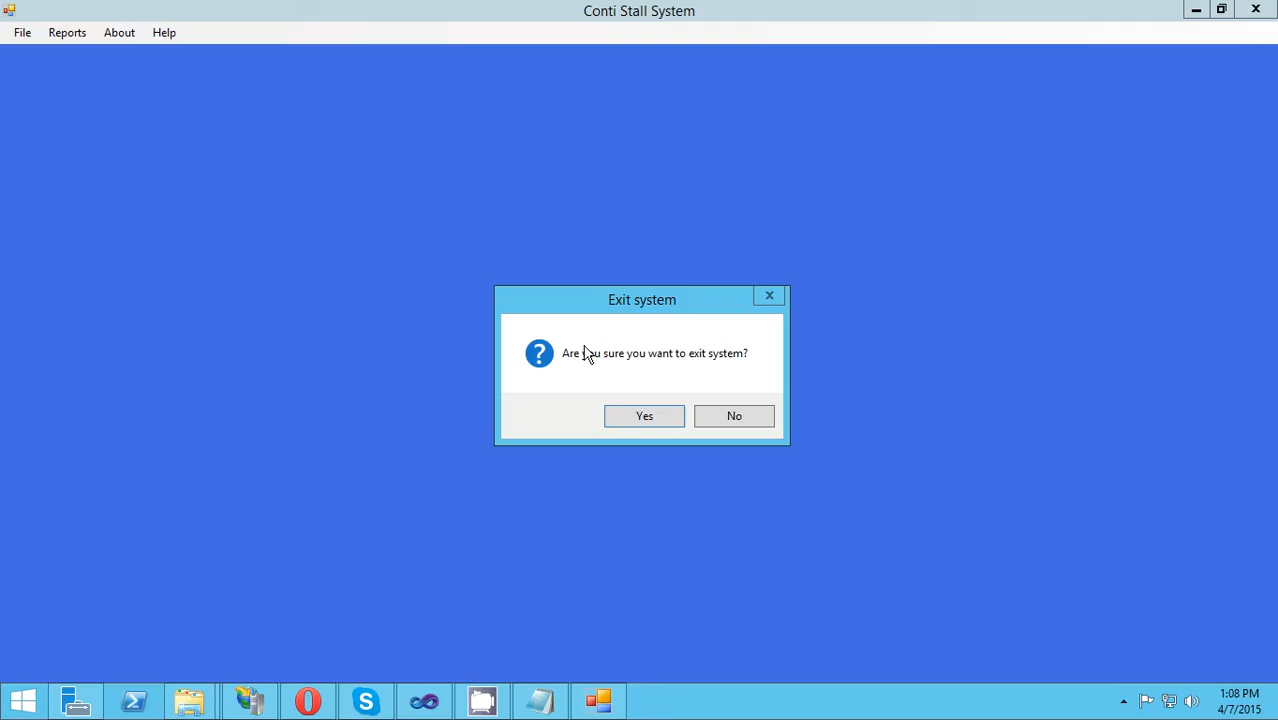 Conti Stall System
File Reports About Help
Exit system
Are you sure you want to exit system?
Yes No
1:08 PM
4/7/2015